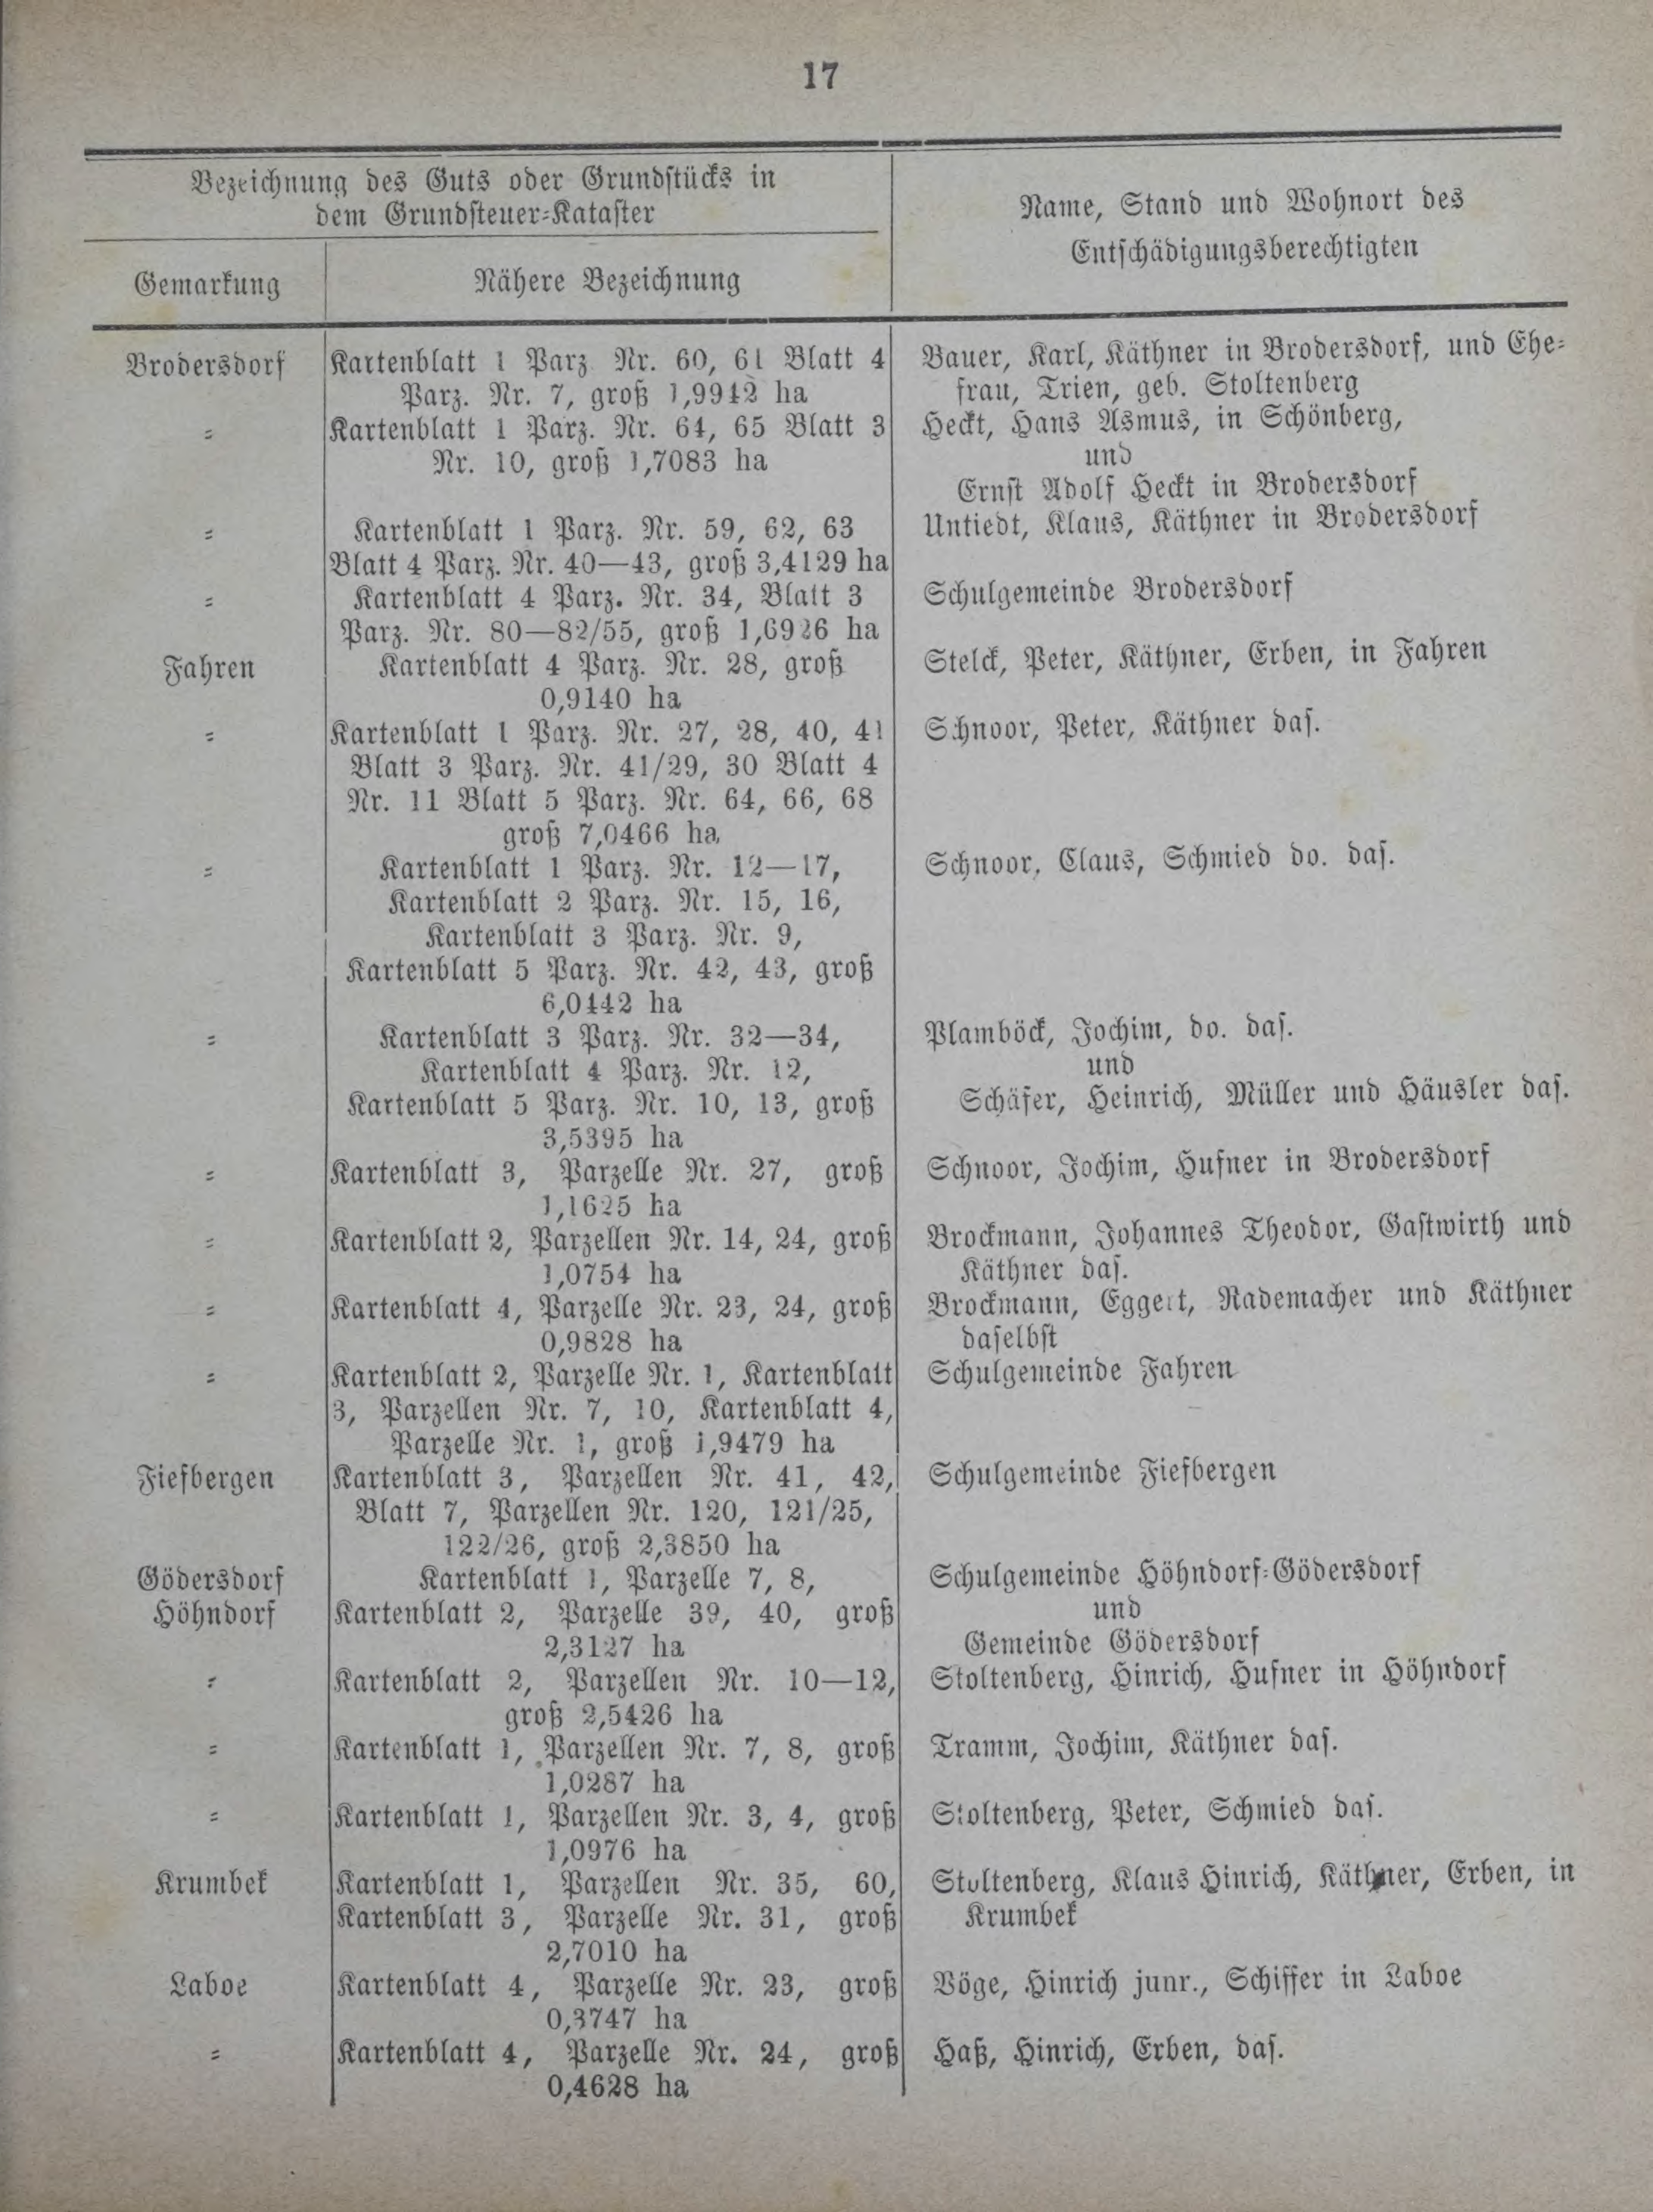 17
Bezeichnung des Guts oder Grundstücks in
dem Grundsteuer-Kataster
Name, Stand und Wohnort des
Entschädigungsberechtigten
Gemarkung
Nähere Bezeichnung
Brodersdorf Kartenblatt 1 Parz Nr. 60, 61 Blatt 4 Bauer, Karl, Käthner in Brodersdorf, und Ehe-
Parz. Nr. 7, groß 1,9942 ha frau, Trien, geb. Stoltenberg
= Kartenblatt 1 Parz. Nr. 64, 65 Blatt 3 Heckt, Hans Asmus, in Schönberg,
Nr. 10, groß 1,7083 ha und
Ernst Adolf Heckt in Brodersdorf
= Kartenblatt 1 Parz. Nr. 59, 62, 63 Untiedt, Klaus, Käthner in Brodersdorf
Blatt 4 Parz. Nr. 40—43, groß 3,4129 ha
= Kartenblatt 4 Parz. Nr. 34, Blatt 3 Schulgemeinde Brodersdorf
Parz. Nr. 80—82/55, groß 1,6926 ha
Fahren Kartenblatt 4 Parz. Nr. 28, groß Stelck, Peter, Käthner, Erben, in Fahren
0,9140 ha
= Kartenblatt 1 Parz. Nr. 27, 28, 40, 41 Schnoor, Peter, Käthner das.
Blatt 3 Parz. Nr. 41/29, 30 Blatt 4
Nr. 11 Blatt 5 Parz. Nr. 64, 66, 68
groß 7,0466 ha
= Kartenblatt 1 Parz. Nr. 12—17, Schnoor, Claus, Schmied do. das.
Kartenblatt 2 Parz. Nr. 15, 16,
Kartenblatt 3 Parz. Nr. 9,
Kartenblatt 5 Parz. Nr. 42, 43, groß
6,0442 ha
= Kartenblatt 3 Parz. Nr. 32—34, Plamböck, Jochim, do. das.
Kartenblatt 4 Parz. Nr. 12, und
Kartenblatt 5 Parz. Nr. 10, 13, groß Schäfer, Heinrich, Müller und Häusler das.
3,5395 ha
= Kartenblatt 3, Parzelle Nr. 27, groß Schnoor, Jochim, Hufner in Brodersdorf
1,1625 ha
= Kartenblatt 2, Parzellen Nr. 14, 24, groß Brockmann, Johannes Theodor, Gastwirth und
1,0754 ha Käthner das.
= Kartenblatt 4, Parzelle Nr. 23, 24, groß Brockmann, Eggert, Rademacher und Käthner
0,9828 ha daselbst
= Kartenblatt 2, Parzelle Nr. 1, Kartenblatt Schulgemeinde Fahren
3, Parzellen Nr. 7, 10, Kartenblatt 4,
Parzelle Nr. 1, groß 1,9479 ha
Fiefbergen Kartenblatt 3, Parzellen Nr. 41, 42, Schulgemeinde Fiefbergen
Blatt 7, Parzellen Nr. 120, 121/25,
122/26, groß 2,3850 ha
Gödersdorf Kartenblatt 1, Parzelle 7, 8, Schulgemeinde Höhndorf-Gödersdorf
Höhndorf Kartenblatt 2, Parzelle 39, 40, groß und
2,3127 ha Gemeinde Gödersdorf
= Kartenblatt 2, Parzellen Nr. 10—12, Stoltenberg, Hinrich, Hufner in Höhndorf
groß 2,5426 ha
= Kartenblatt 1, Parzellen Nr. 7, 8, groß Tramm, Jochim, Käthner das.
1,0287 ha
= Kartenblatt 1, Parzellen Nr. 3, 4, groß Stoltenberg, Peter, Schmied das.
1,0976 ha
Krumbek Kartenblatt 1, Parzellen Nr. 35, 60, Stoltenberg, Klaus Hinrich, Käthner, Erben, in
Kartenblatt 3, Parzelle Nr. 31, groß Krumbek
2,7010 ha
Laboe Kartenblatt 4, Parzelle Nr. 23, groß Vöge, Hinrich junr., Schiffer in Laboe
0,3747 ha
= Kartenblatt 4, Parzelle Nr. 24, groß Haß, Hinrich, Erben, das.
0,4628 ha